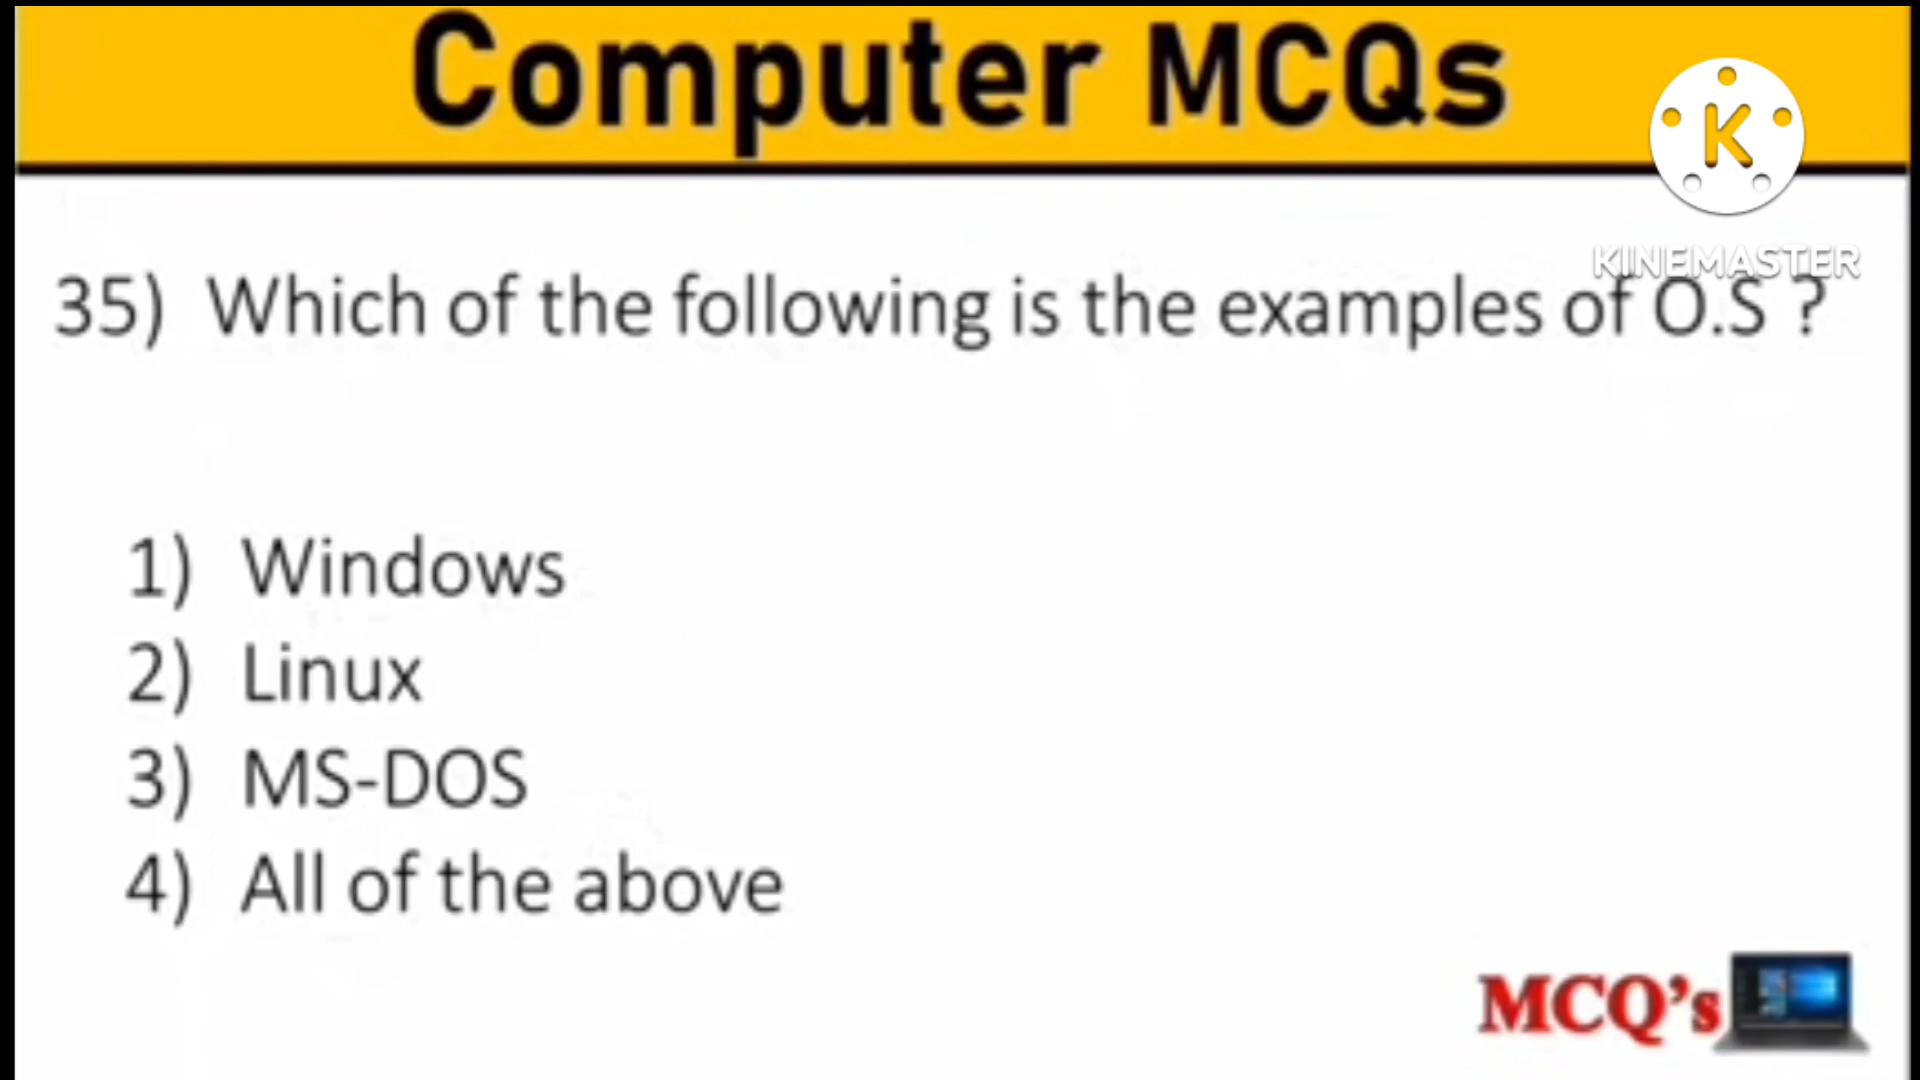 Computer MCQs
K
KINEMASTER
35) Which of the following is the examples of O.S ?
1) Windows
2) Linux
3) MS-DOS
4) All of the above
MCQ's